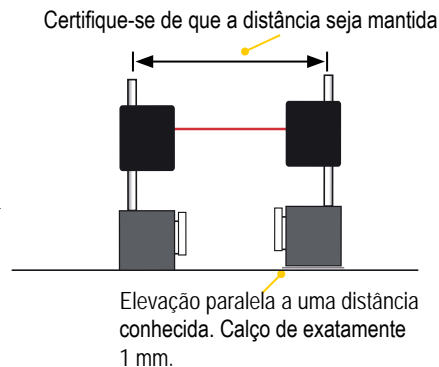 Certifique-se de que a distância seja mantida
Elevação paralela a uma distância
conhecida. Calço de exatamente
1 mm.